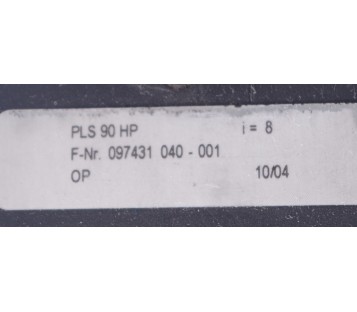 PLS 90 HP i = 8
F-Nr. 097431 040 - 001
OP 10/04